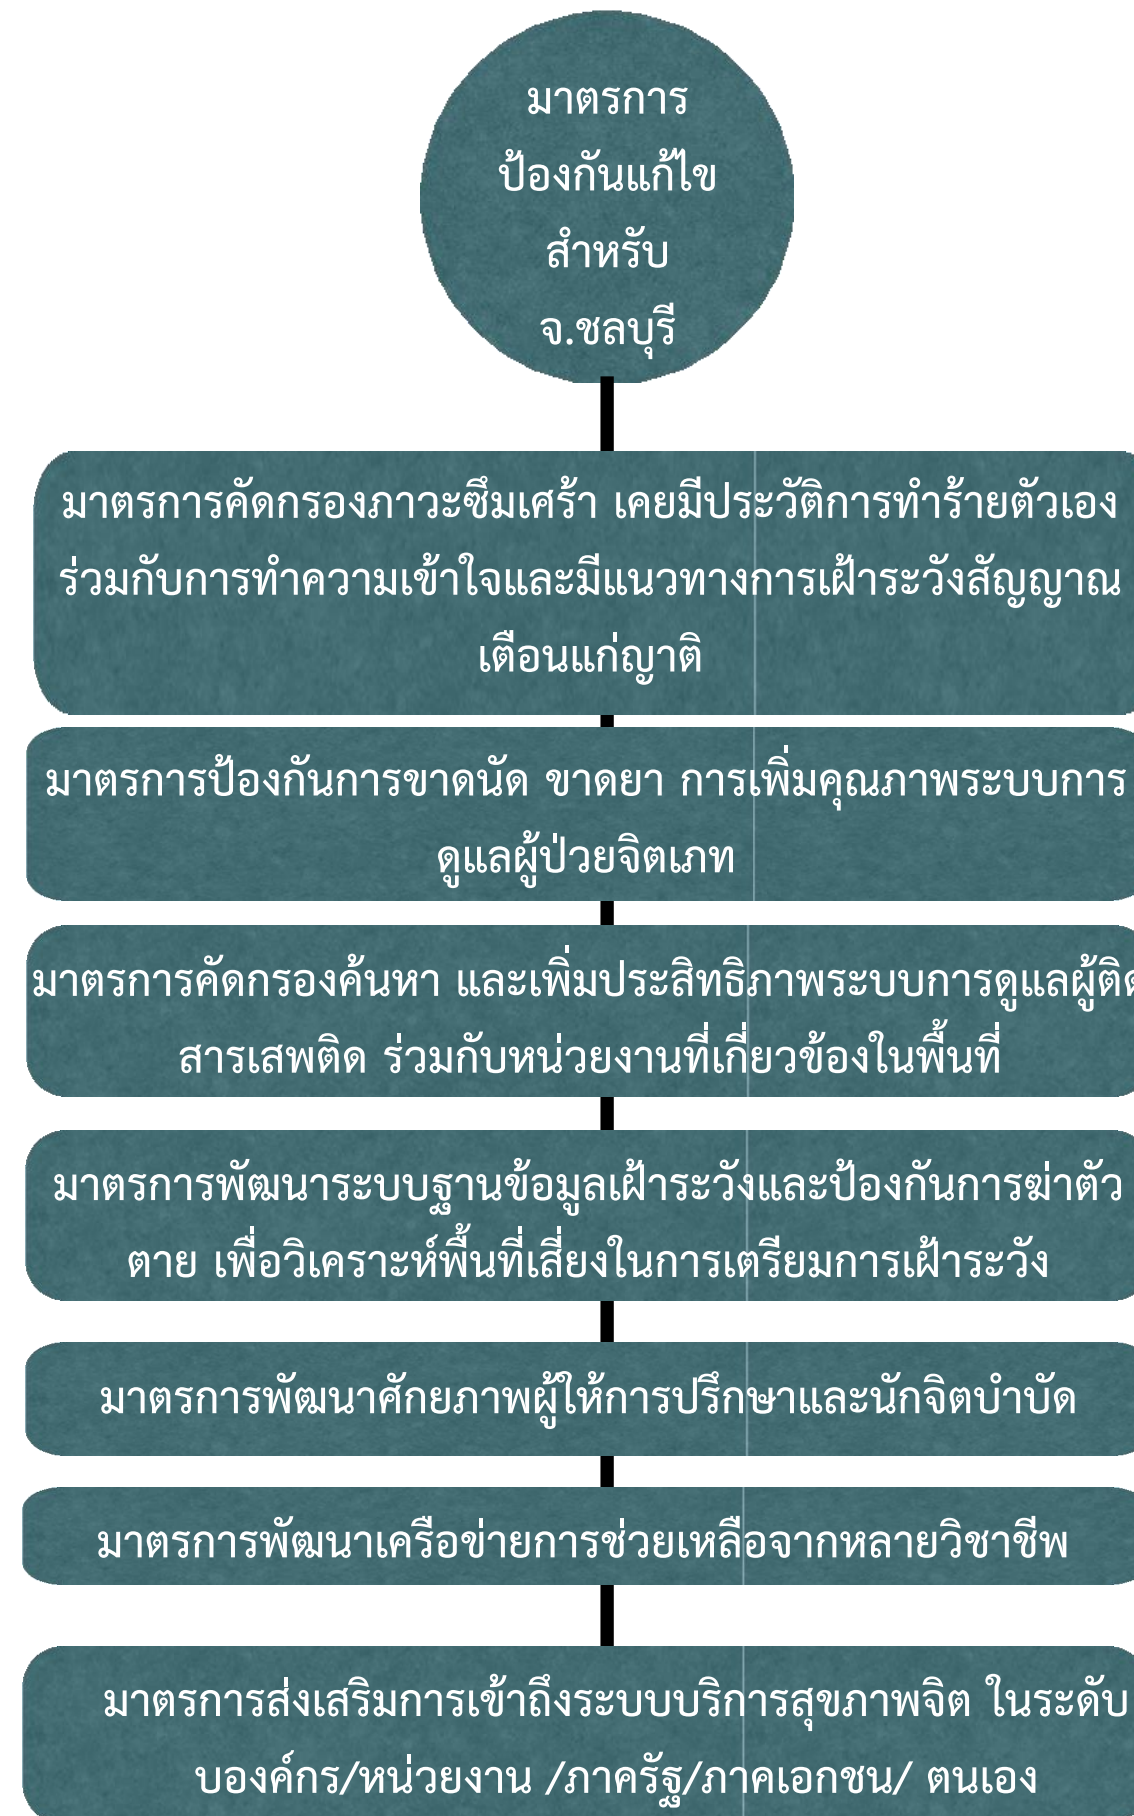 มาตรการ
ป้องกันแก้ไข
สำหรับ
จ.ชลบุรี
มาตรการคัดกรองภาวะซึมเศร้า เคยมีประวัติการทำร้ายตัวเอง
ร่วมกับการทำความเข้าใจและมีแนวทางการเฝ้าระวังสัญญาณ
เตือนแก่ญาติ
มาตรการป้องกันการขาดนัด ขาดยา การเพิ่มคุณภาพระบบการ
ดูแลผู้ป่วยจิตเภท
มาตรการคัดกรองค้นหา และเพิ่มประสิทธิภาพระบบการดูแลผู้ติด
สารเสพติด ร่วมกับหน่วยงานที่เกี่ยวข้องในพื้นที่
มาตรการพัฒนาระบบฐานข้อมูลเฝ้าระวังและป้องกันการฆ่าตัว
ตาย เพื่อวิเคราะห์พื้นที่เสี่ยงในการเตรียมการเฝ้าระวัง
มาตรการพัฒนาศักยภาพผู้ให้การปรึกษาและนักจิตบำบัด
มาตรการพัฒนาเครือข่ายการช่วยเหลือจากหลายวิชาชีพ
มาตรการส่งเสริมการเข้าถึงระบบบริการสุขภาพจิต ในระดับ
บองค์กร/หน่วยงาน /ภาครัฐ/ภาคเอกชน/ ตนเอง